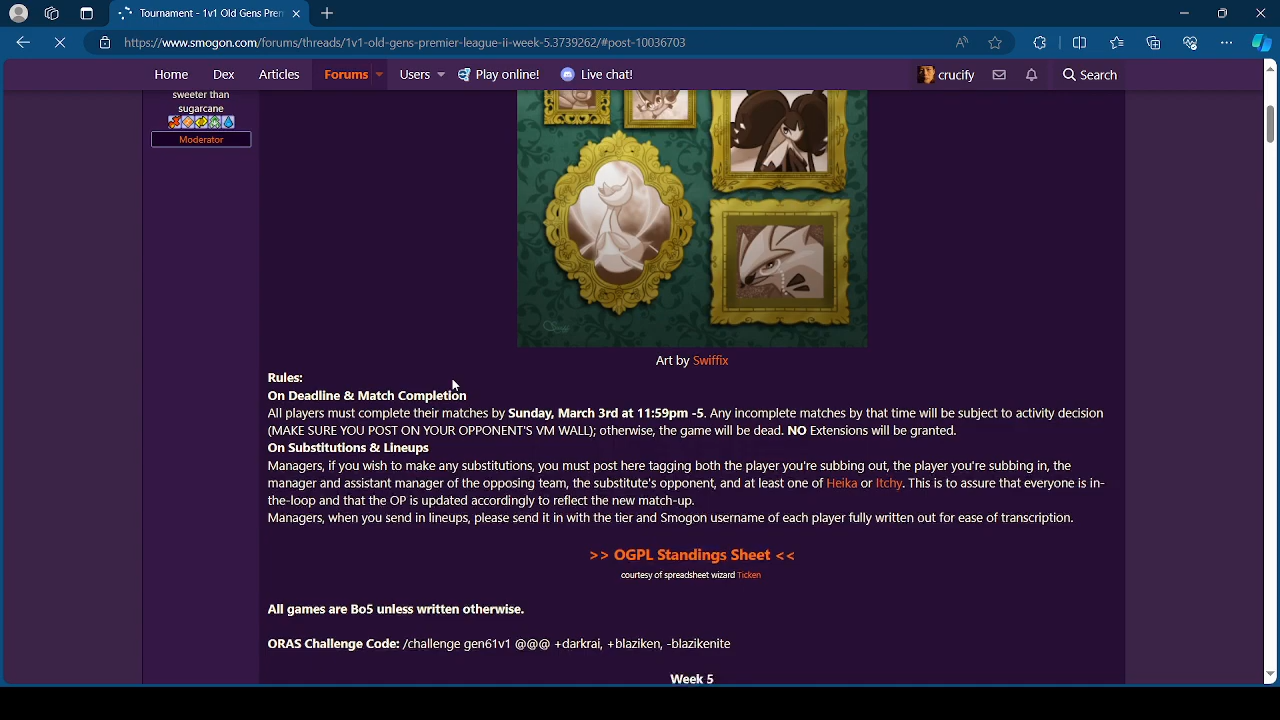 Tournament - 1v1 Old Gens Prem
https://www.smogon.com/forums/threads/1v1-old-gens-premier-league-ii-week-5.3739262/#post-10036703
Home Dex Articles Forums Users Play online! Live chat! crucify Search
sweeter than
sugarcane
Moderator
Art by Swiffix
Rules:
On Deadline & Match Completion
All players must complete their matches by Sunday, March 3rd at 11:59pm -5. Any incomplete matches by that time will be subject to activity decision
(MAKE SURE YOU POST ON YOUR OPPONENT'S VM WALL); otherwise, the game will be dead. NO Extensions will be granted.
On Substitutions & Lineups
Managers, if you wish to make any substitutions, you must post here tagging both the player you're subbing out, the player you're subbing in, the
manager and assistant manager of the opposing team, the substitute's opponent, and at least one of Heika or Itchy. This is to assure that everyone is in-
the-loop and that the OP is updated accordingly to reflect the new match-up.
Managers, when you send in lineups, please send it in with the tier and Smogon username of each player fully written out for ease of transcription.
>> OGPL Standings Sheet <<
courtesy of spreadsheet wizard Ticken
All games are Bo5 unless written otherwise.
ORAS Challenge Code: /challenge gen61v1 @@@ +darkrai, +blaziken, -blazikenite
Week 5